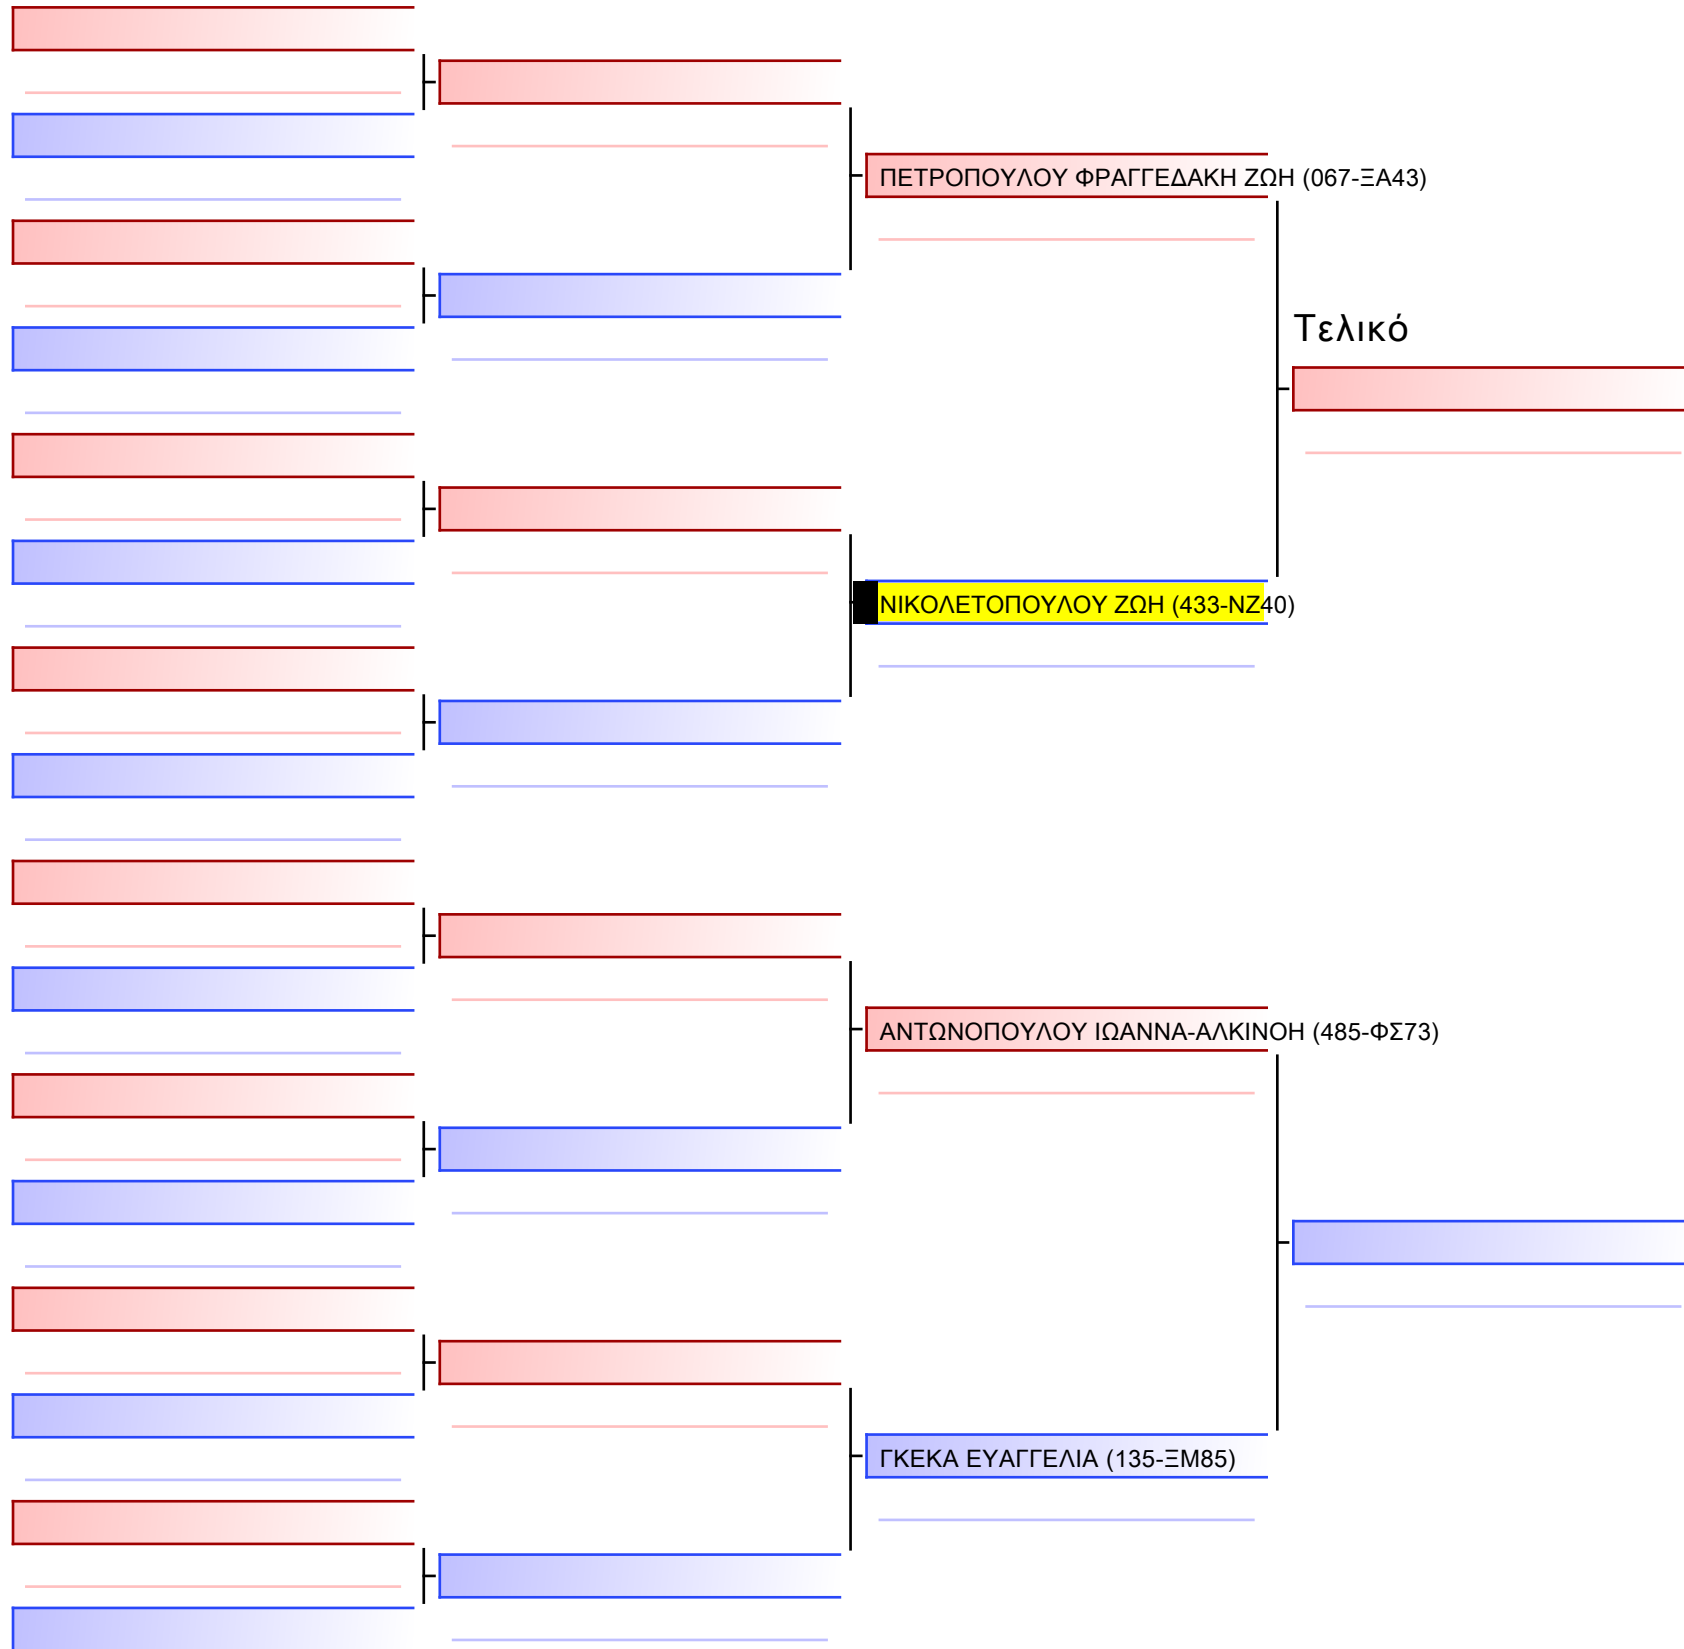 ΠΕΤΡΟΠΟΥΛΟΥ ΦΡΑΓΓΕΔΑΚΗ ΖΩΗ (067-ΞΑ43)
Τελικό
ΝΙΚΟΛΕΤΟΠΟΥΛΟΥ ΖΩΗ (433-ΝΖ40)
ΑΝΤΩΝΟΠΟΥΛΟΥ ΙΩΑΝΝΑ-ΑΛΚΙΝΟΗ (485-ΦΣ73)
ΓΚΕΚΑ ΕΥΑΓΓΕΛΙΑ (135-ΞΜ85)